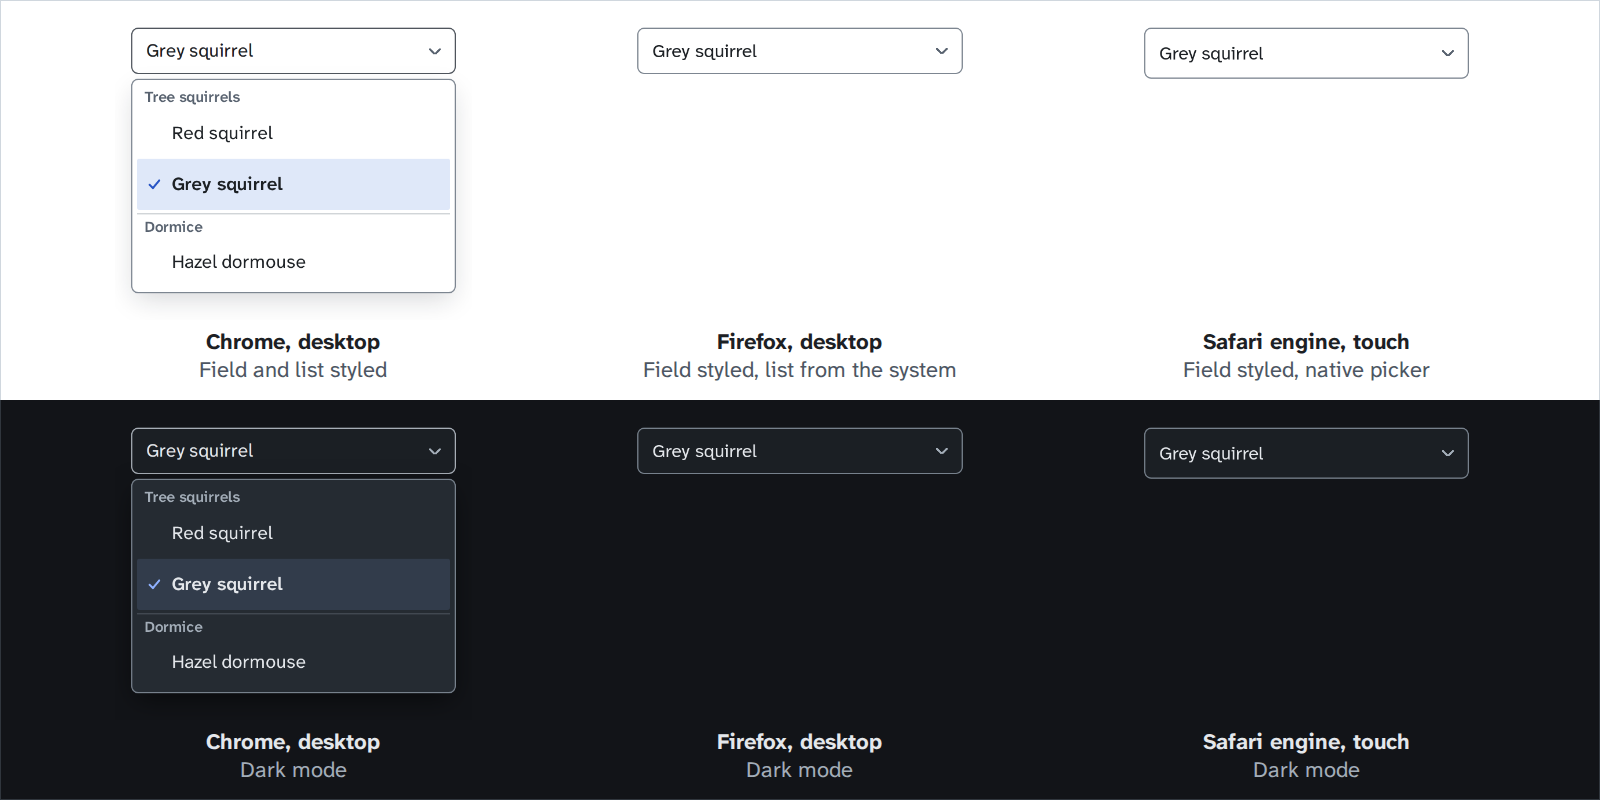 Grey squirrel
Tree squirrels
Red squirrel
Grey squirrel
Dormice
Hazel dormouse
Chrome, desktop
Field and list styled
Grey squirrel
Firefox, desktop
Field styled, list from the system
Grey squirrel
Safari engine, touch
Field styled, native picker
Grey squirrel
Tree squirrels
Red squirrel
Grey squirrel
Dormice
Hazel dormouse
Chrome, desktop
Dark mode
Grey squirrel
Firefox, desktop
Dark mode
Grey squirrel
Safari engine, touch
Dark mode